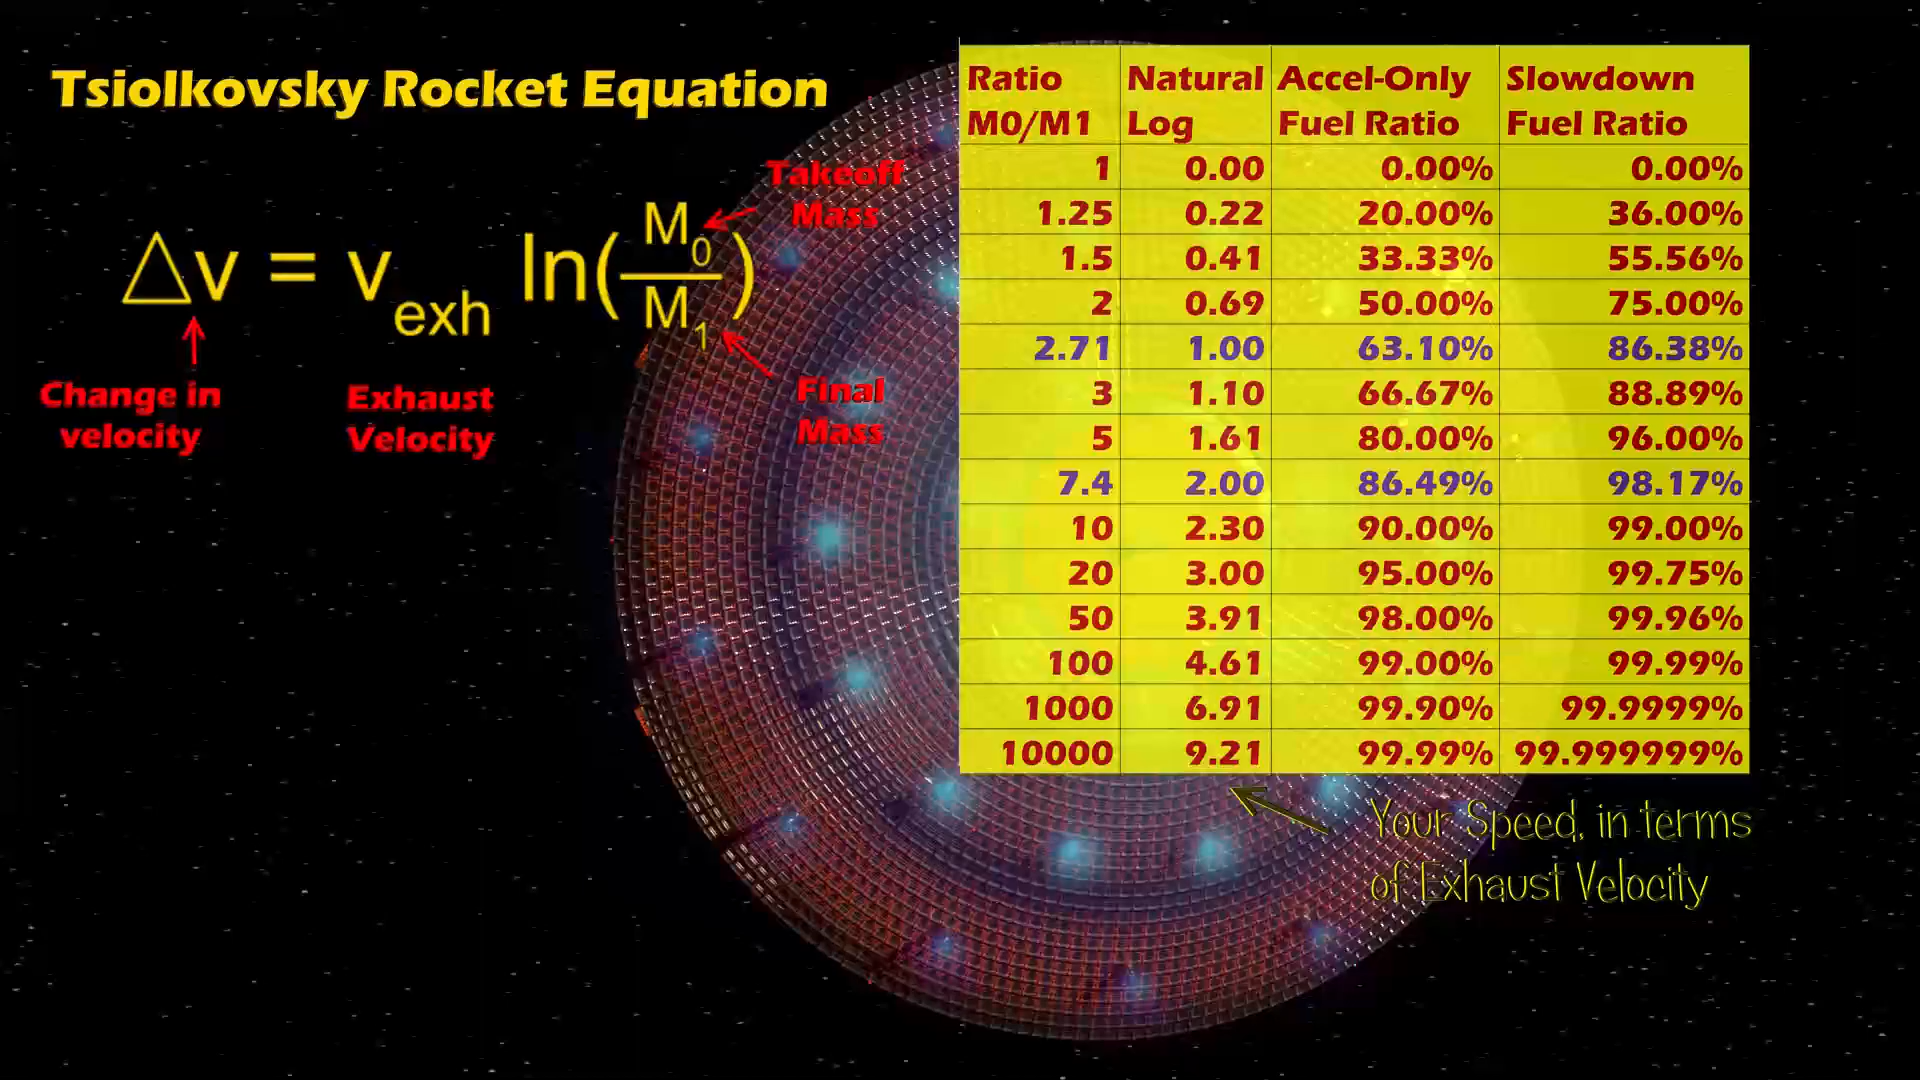 Tsiolkovsky Rocket Equation
Takeoff
Mass
△v = v exh ln(M0/M1)
Change in
velocity
Exhaust
Velocity
Final
Mass
Ratio M0/M1 Natural Log Accel-Only Fuel Ratio Slowdown Fuel Ratio
1 0.00 0.00% 0.00%
1.25 0.22 20.00% 36.00%
1.5 0.41 33.33% 55.56%
2 0.69 50.00% 75.00%
2.71 1.00 63.10% 86.38%
3 1.10 66.67% 88.89%
5 1.61 80.00% 96.00%
7.4 2.00 86.49% 98.17%
10 2.30 90.00% 99.00%
20 3.00 95.00% 99.75%
50 3.91 98.00% 99.96%
100 4.61 99.00% 99.99%
1000 6.91 99.90% 99.9999%
10000 9.21 99.99% 99.999999%
Your Speed, in terms
of Exhaust Velocity